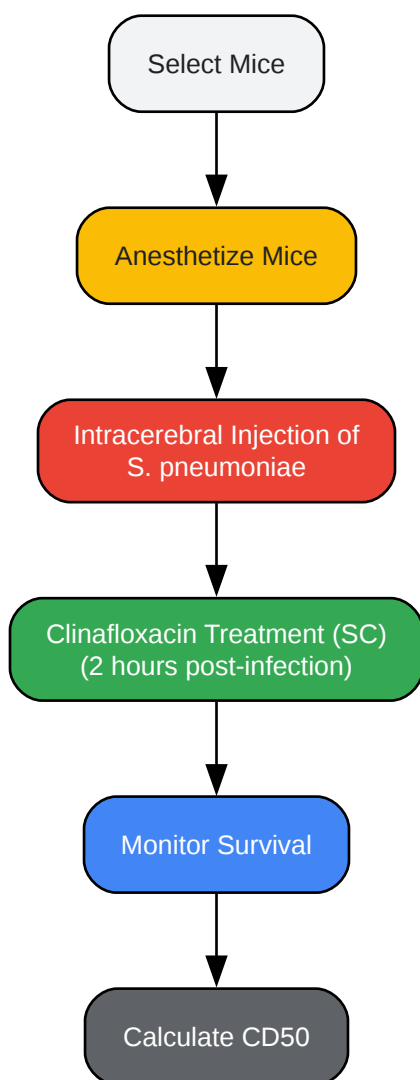 Select Mice
Anesthetize Mice
Intracerebral Injection of
S. pneumoniae
Clinafloxacin Treatment (SC)
(2 hours post-infection)
Monitor Survival
Calculate CD50